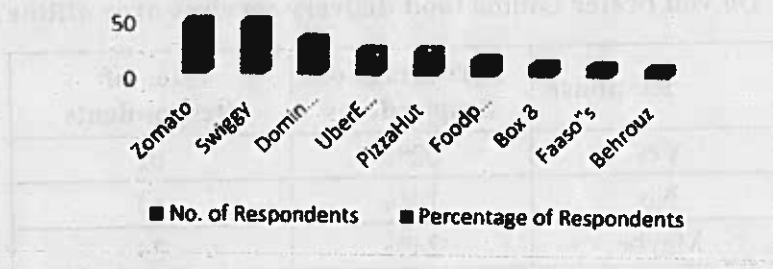 50
0
Zomato
Swiggy
Domin...
UberE...
PizzaHut
Foodp...
Box 8
Faaso"s
Behrouz
■ No. of Respondents ■ Percentage of Respondents